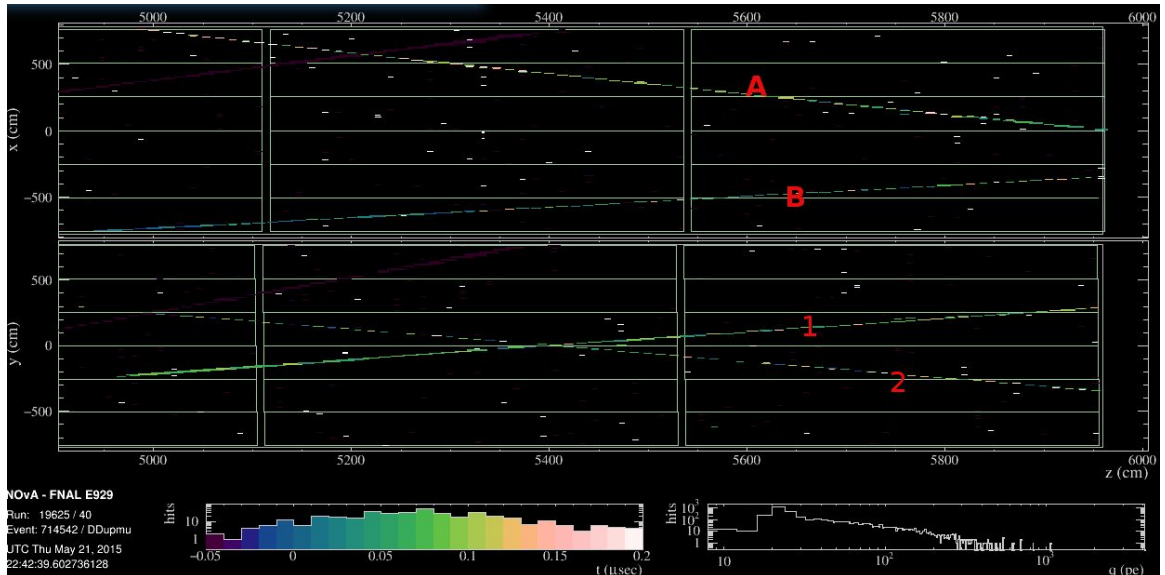 5000 5200 5400 5600 5800 6000
500
0
-500
x (cm)
A
B
500
0
-500
y (cm)
1
2
5000 5200 5400 5600 5800 6000
z (cm)
NOvA - FNAL E929
Run: 19625 / 40
Event: 714542 / DDupmu
UTC Thu May 21, 2015
22:42:39.602736128
hits
10
1
-0.05 0 0.05 0.1 0.15 0.2
t (μsec)
hits
10³
10²
10
1
10 10² 10³
q (pe)